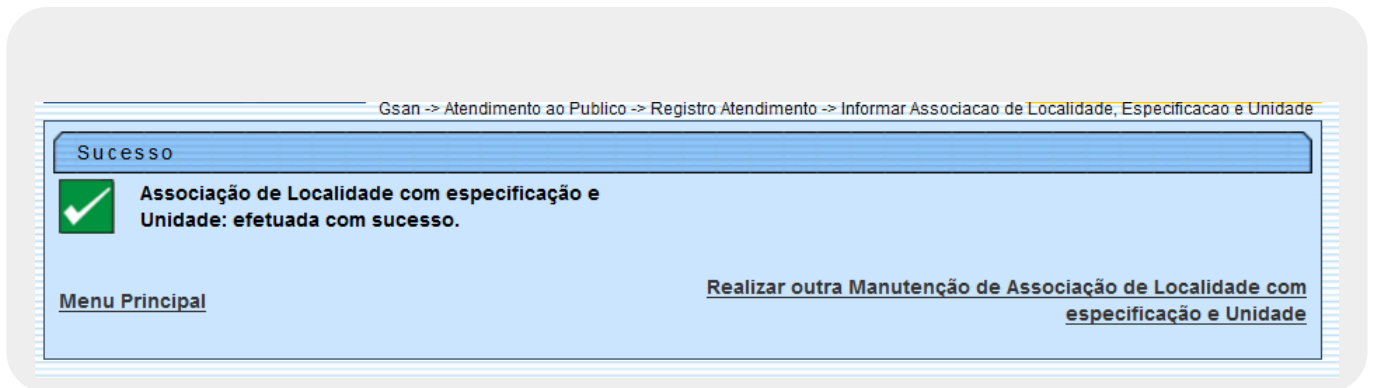 Gsan -> Atendimento ao Publico -> Registro Atendimento -> Informar Associacao de Localidade, Especificacao e Unidade
Sucesso
Associação de Localidade com especificação e
Unidade: efetuada com sucesso.
Realizar outra Manutenção de Associação de Localidade com
especificação e Unidade
Menu Principal